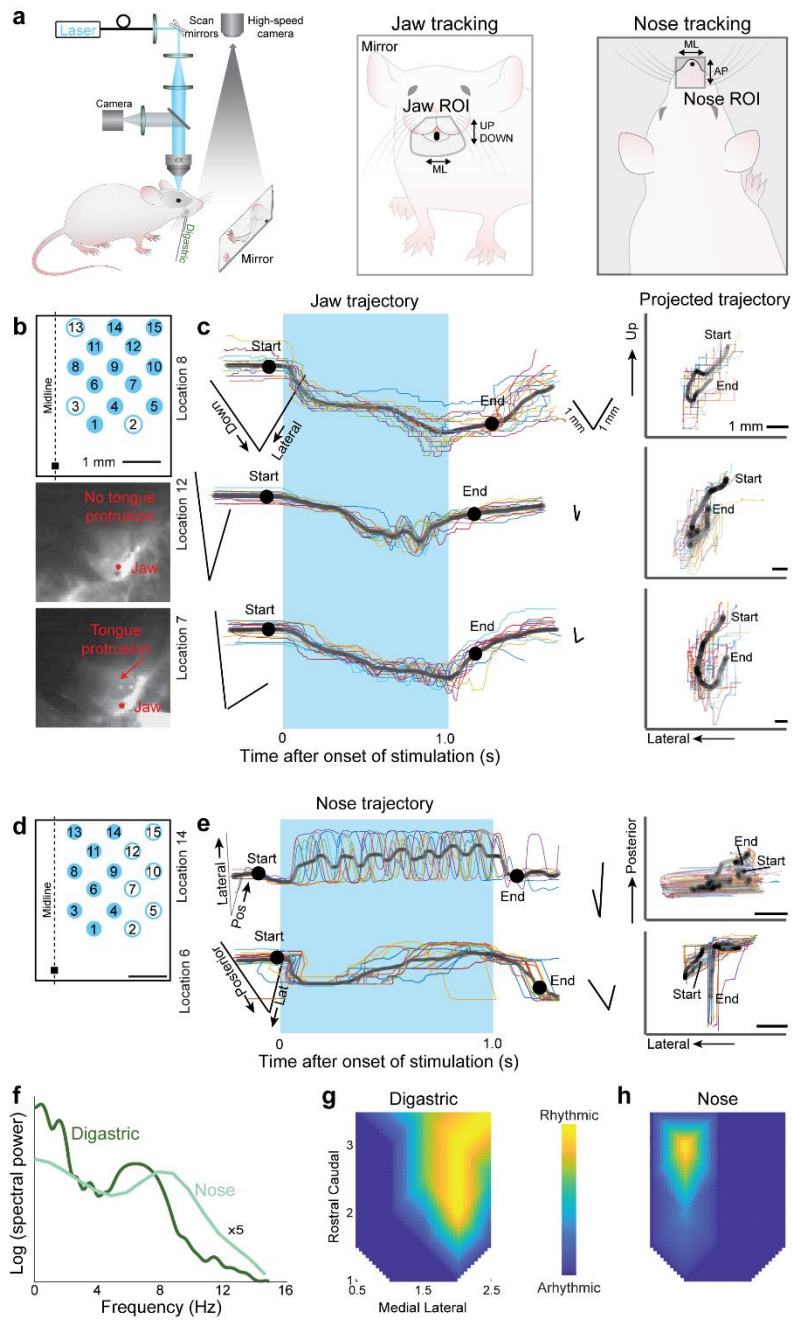 a
Laser
Scan
mirrors
High-speed
camera
Camera
4X
Digastric
Mirror
Jaw tracking
Mirror
Jaw ROI
UP
DOWN
ML
Nose tracking
ML
AP
Nose ROI
b
Midline
13 14 15
11 12
8 9 10
6 7
3 4 5
1 2
1 mm
No tongue
protrusion
Jaw
Tongue
protrusion
Jaw
c
Jaw trajectory
Location 8
Start
End
Down
Lateral
1 mm
1 mm
Location 12
Start
End
Location 7
Start
End
0
1.0
Time after onset of stimulation (s)
Projected trajectory
Up
Start
End
1 mm
Start
End
Start
End
Lateral
d
Midline
13 14 15
11 12
8 9 10
6 7
3 4 5
1 2
e
Nose trajectory
Location 14
Lateral
Pos
Start
End
Location 6
Start
Posterior
Lat
End
0
1.0
Time after onset of stimulation (s)
Posterior
End
Start
Start
End
Lateral
f
Log (spectral power)
Digastric
Nose
x5
0 4 8 12 16
Frequency (Hz)
g
Digastric
Rostral Caudal
3
2
1
0.5 1.5 2.5
Medial Lateral
Rhythmic
Arhythmic
h
Nose